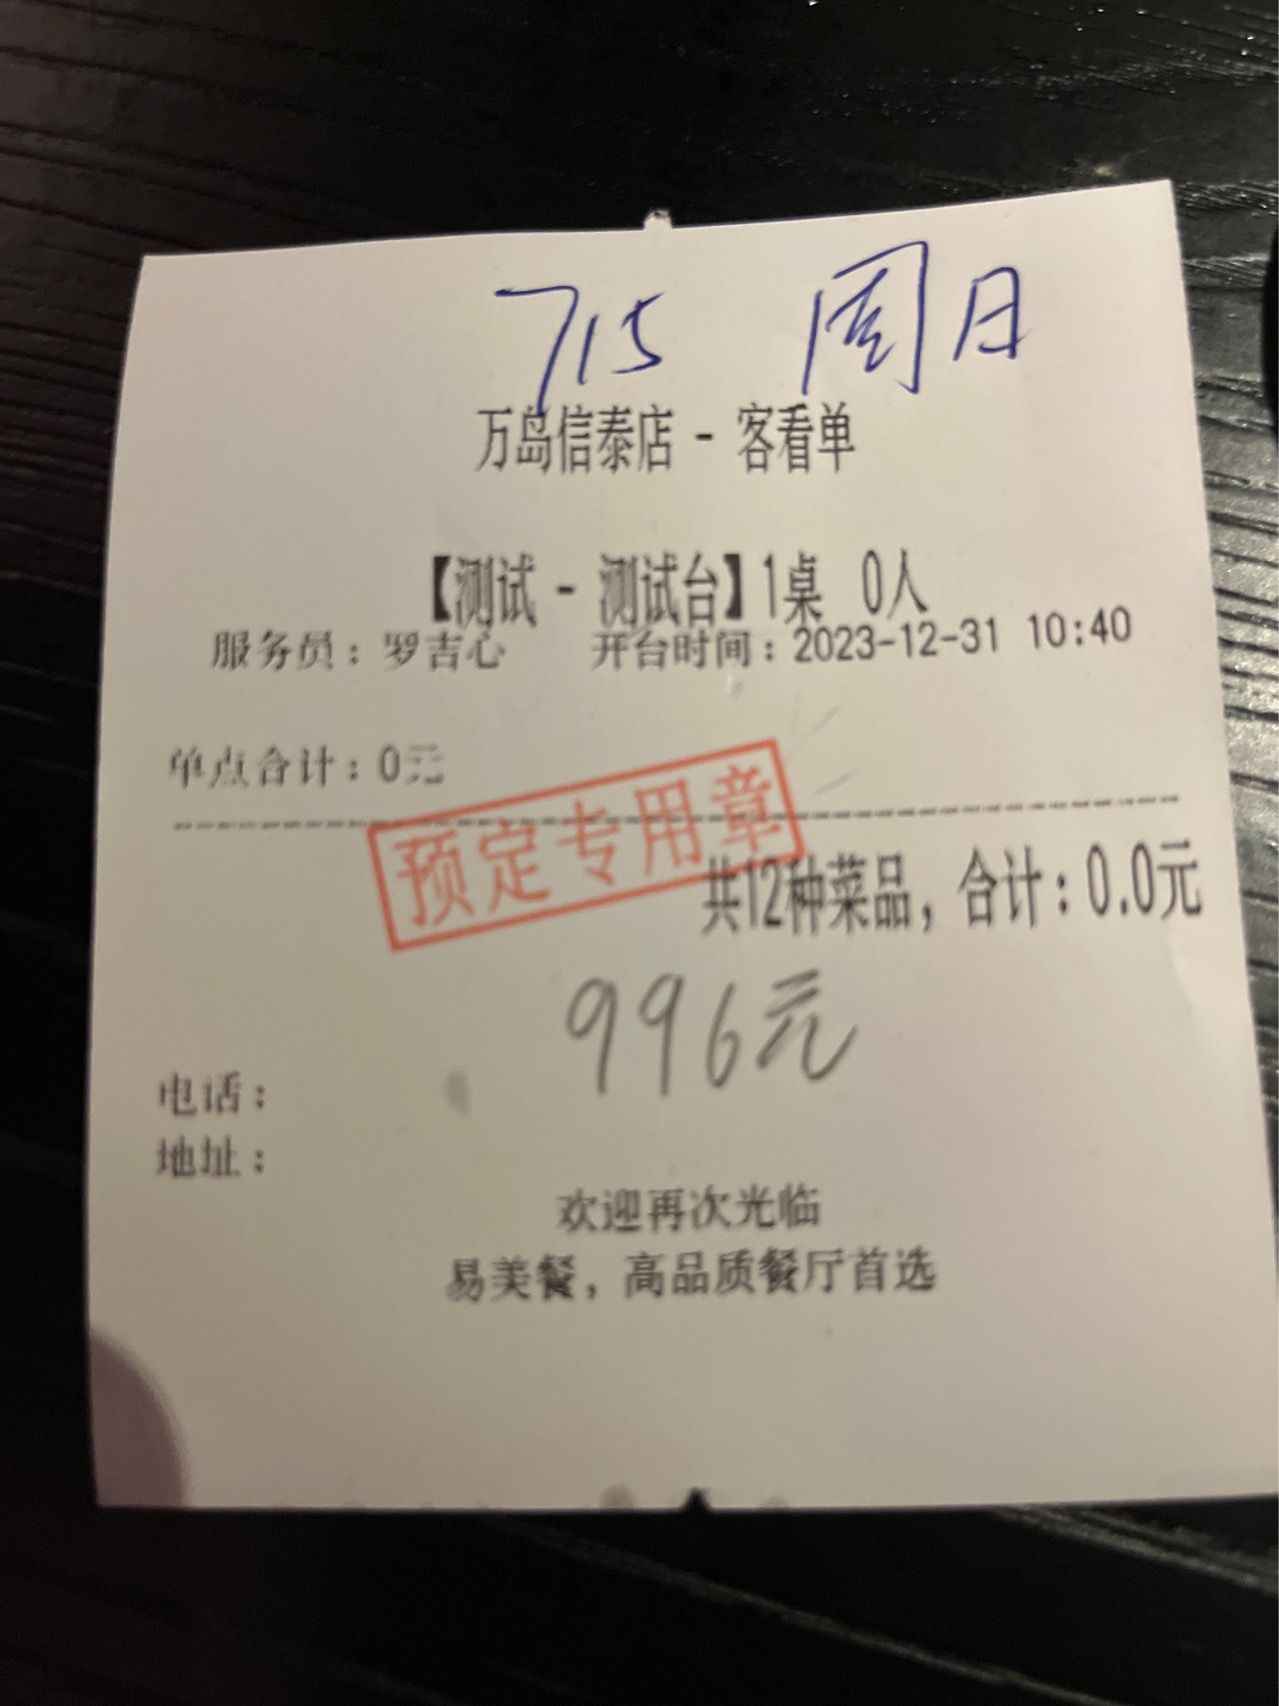 715 周日
万岛信泰店 - 客看单
【测试 - 测试台】1桌 0人
服务员：罗吉心 开台时间：2023-12-31 10:40
单点合计：0元
预定专用章
共12种菜品，合计：0.0元
996元
电话：
地址：
欢迎再次光临
易美餐，高品质餐厅首选